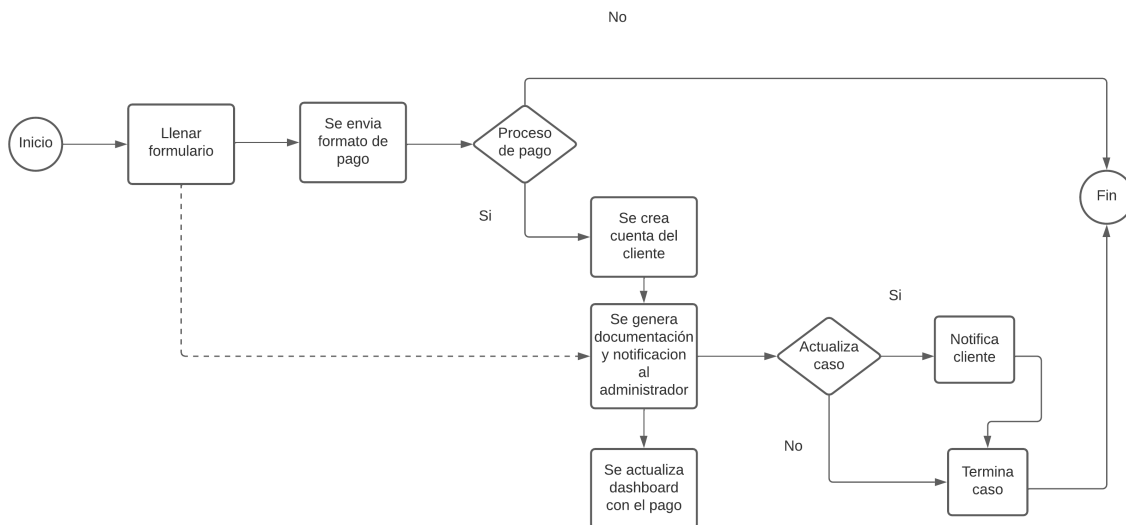 No
Inicio
Llenar
formulario
Se envia
formato de
pago
Proceso
de pago
Fin
Si
Se crea
cuenta del
cliente
Se genera
documentación
y notificacion
al
administrador
Actualiza
caso
Si
Notifica
cliente
No
Termina
caso
Se actualiza
dashboard
con el pago